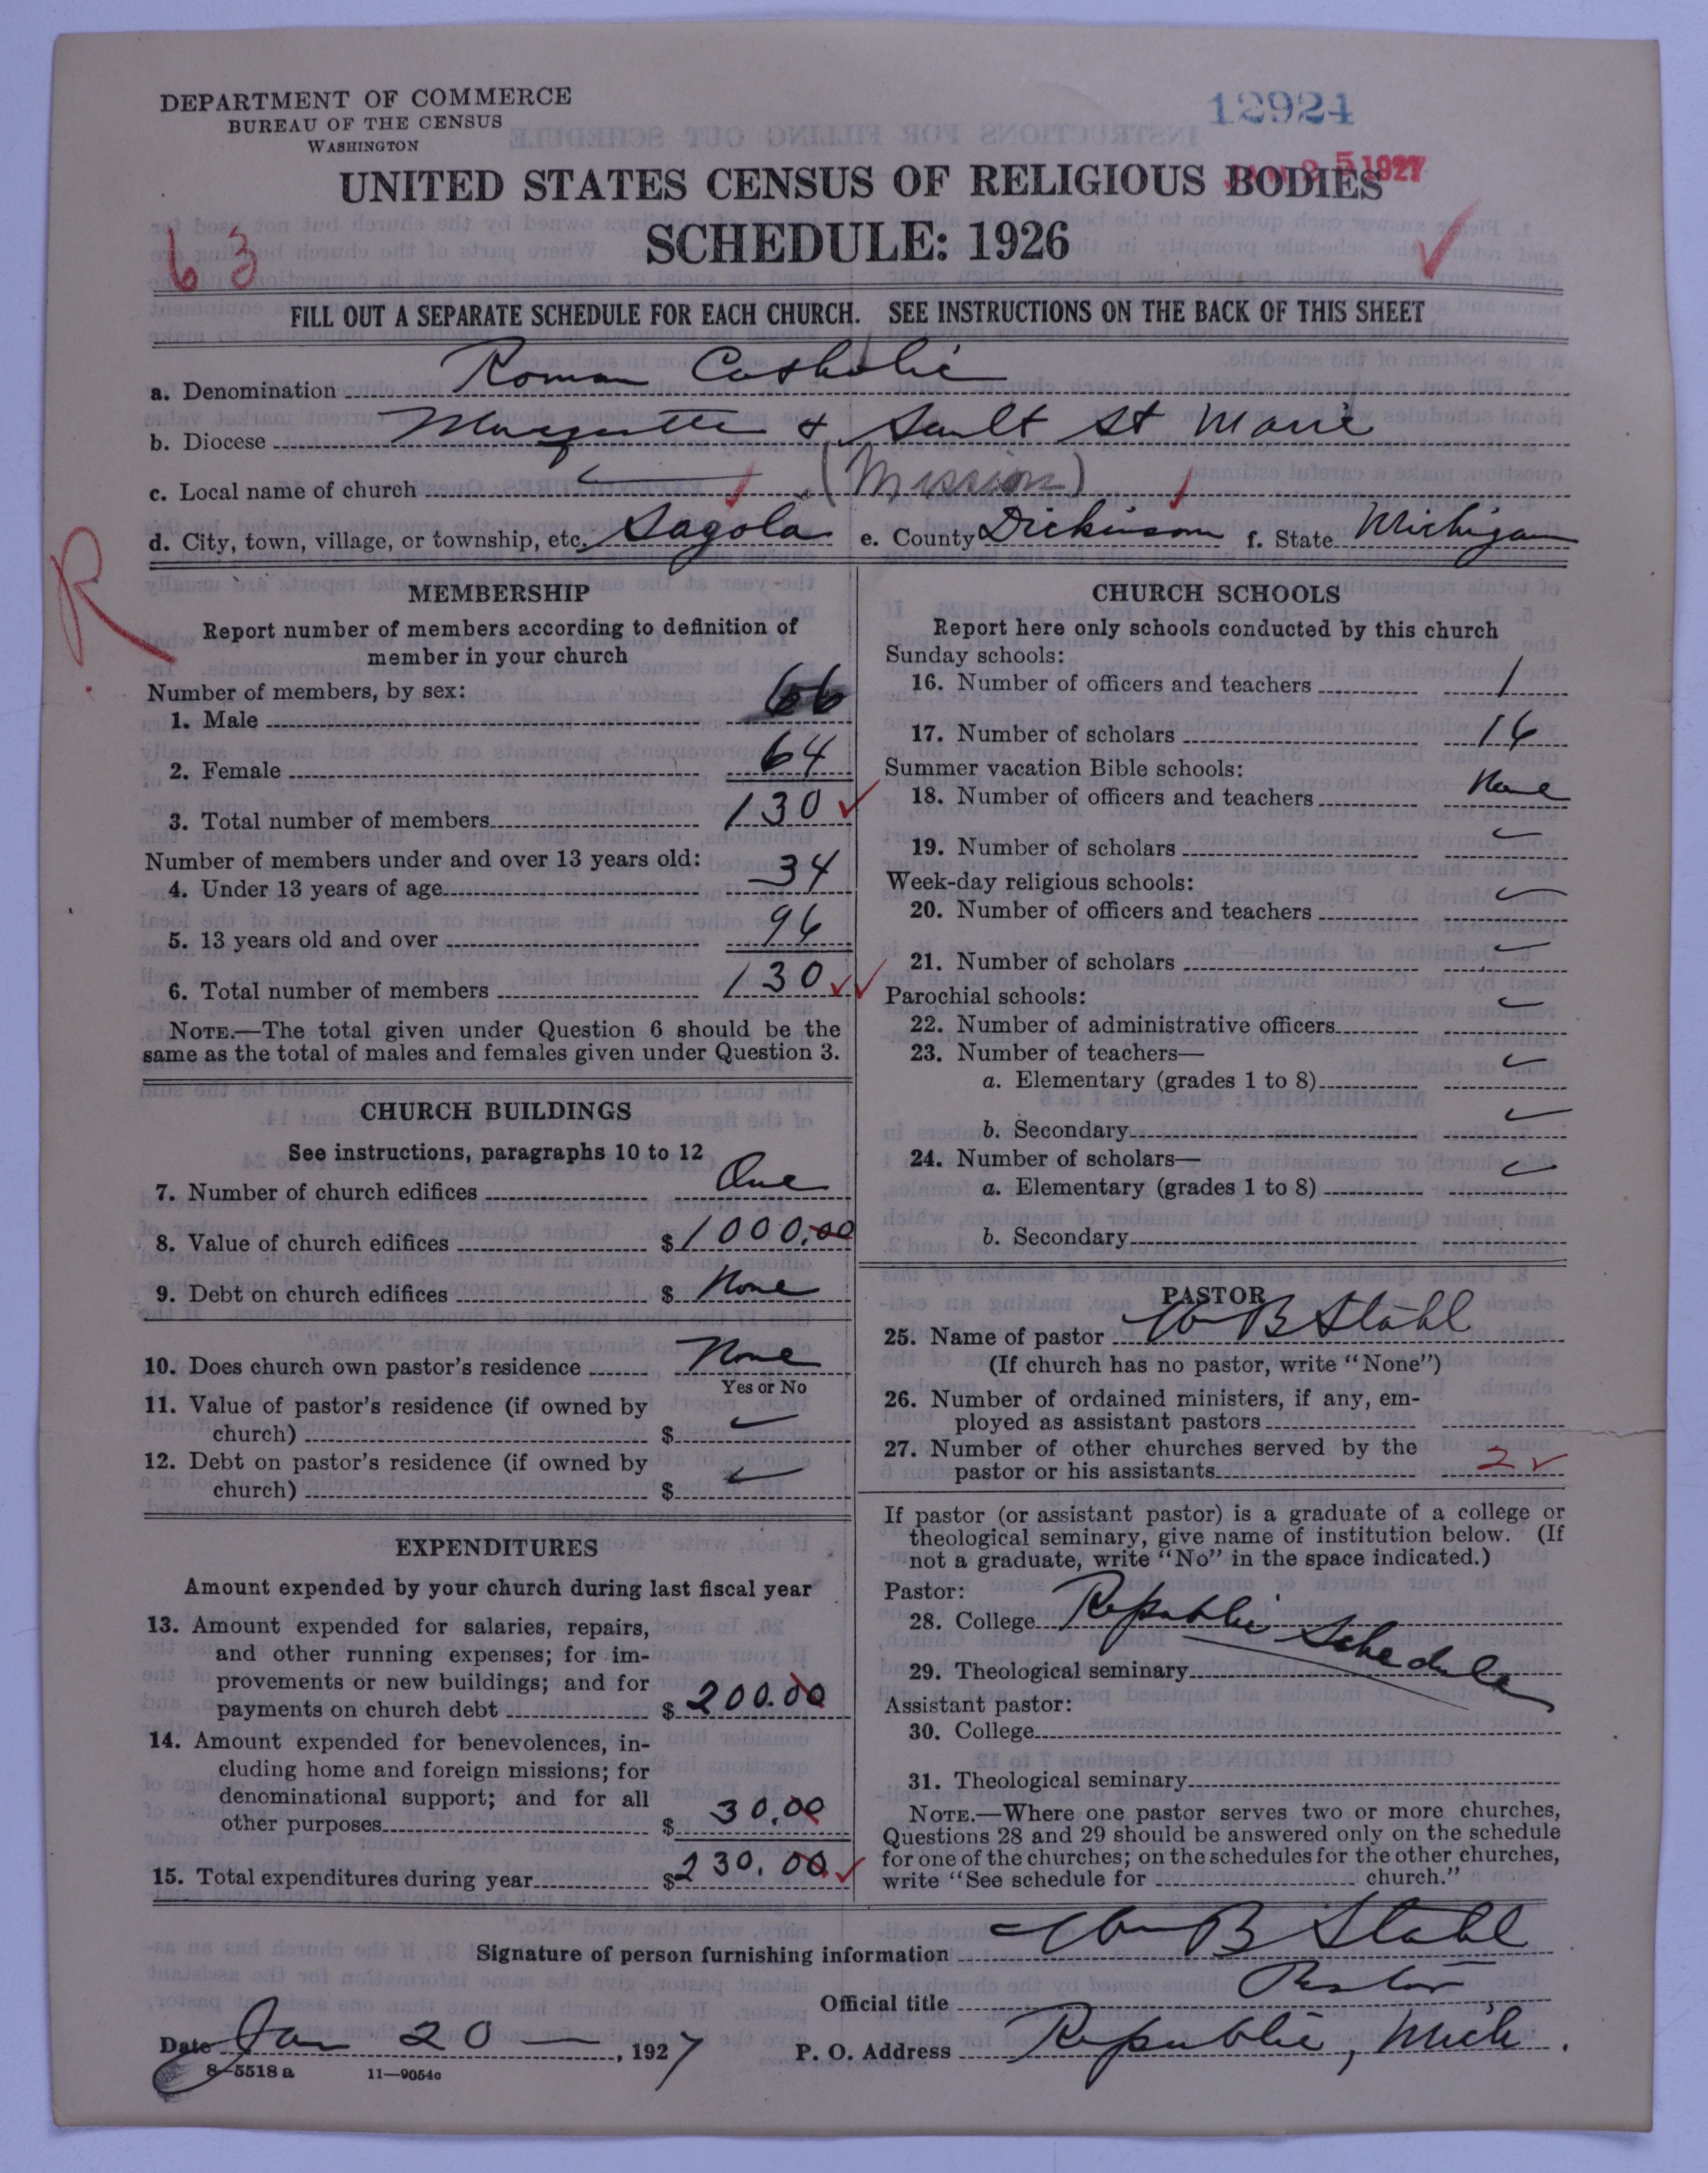 DEPARTMENT OF COMMERCE
BUREAU OF THE CENSUS
WASHINGTON
12924
UNITED STATES CENSUS OF RELIGIOUS BODIES
5 1927
SCHEDULE: 1926
63
FILL OUT A SEPARATE SCHEDULE FOR EACH CHURCH. SEE INSTRUCTIONS ON THE BACK OF THIS SHEET
a. Denomination Roman Catholic
b. Diocese Marquette & Sault St Marie
c. Local name of church (Mission)
d. City, town, village, or township, etc. Sagola e. County Dickinson f. State Michigan
R
MEMBERSHIP
Report number of members according to definition of
member in your church
Number of members, by sex:
1. Male 66
2. Female 64
3. Total number of members 130
Number of members under and over 13 years old:
4. Under 13 years of age 34
5. 13 years old and over 96
6. Total number of members 130
NOTE.—The total given under Question 6 should be the
same as the total of males and females given under Question 3.
CHURCH BUILDINGS
See instructions, paragraphs 10 to 12
7. Number of church edifices One
8. Value of church edifices $1000.00
9. Debt on church edifices $ None
10. Does church own pastor's residence None
Yes or No
11. Value of pastor's residence (if owned by
church) $
12. Debt on pastor's residence (if owned by
church) $
EXPENDITURES
Amount expended by your church during last fiscal year
13. Amount expended for salaries, repairs,
and other running expenses; for im-
provements or new buildings; and for
payments on church debt $ 200.00
14. Amount expended for benevolences, in-
cluding home and foreign missions; for
denominational support; and for all
other purposes $ 30.00
15. Total expenditures during year $230.00
CHURCH SCHOOLS
Report here only schools conducted by this church
Sunday schools:
16. Number of officers and teachers 1
17. Number of scholars 16
Summer vacation Bible schools:
18. Number of officers and teachers None
19. Number of scholars
Week-day religious schools:
20. Number of officers and teachers
21. Number of scholars
Parochial schools:
22. Number of administrative officers
23. Number of teachers—
a. Elementary (grades 1 to 8)
b. Secondary
24. Number of scholars—
a. Elementary (grades 1 to 8)
b. Secondary
PASTOR
25. Name of pastor Wm B Stahl
(If church has no pastor, write "None")
26. Number of ordained ministers, if any, em-
ployed as assistant pastors
27. Number of other churches served by the
pastor or his assistants 2
If pastor (or assistant pastor) is a graduate of a college or
theological seminary, give name of institution below. (If
not a graduate, write "No" in the space indicated.)
Pastor:
28. College Republic Schedule
29. Theological seminary
Assistant pastor:
30. College
31. Theological seminary
NOTE.—Where one pastor serves two or more churches,
Questions 28 and 29 should be answered only on the schedule
for one of the churches; on the schedules for the other churches,
write "See schedule for church."
Signature of person furnishing information Wm B Stahl
Official title Pastor
Date Jan 20 — , 1927 P. O. Address Republic, Mich.
8—5518a 11—9054c